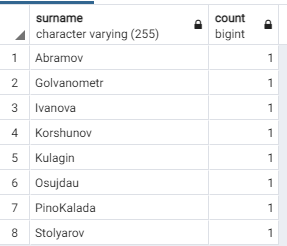 surname count
character varying (255) bigint
1 Abramov 1
2 Golvanometr 1
3 Ivanova 1
4 Korshunov 1
5 Kulagin 1
6 Osujdau 1
7 PinoKalada 1
8 Stolyarov 1